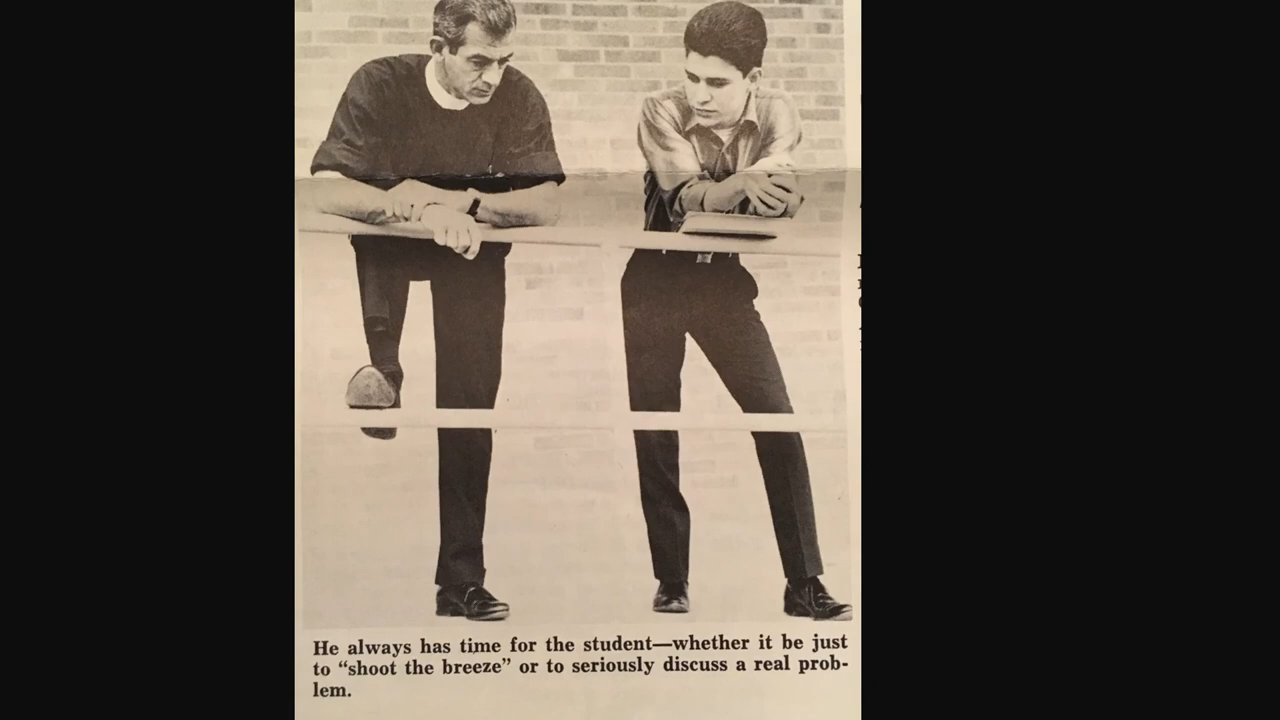 He always has time for the student—whether it be just
to “shoot the breeze” or to seriously discuss a real prob-
lem.